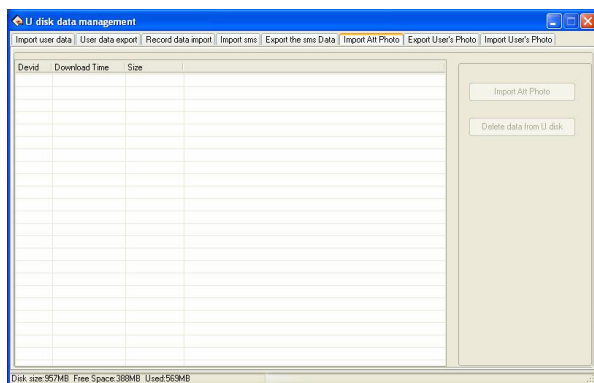 U disk data management
Import user data User data export Record data import Import sms Export the sms Data Import Att Photo Export User's Photo Import User's Photo
Devid Download Time Size
Import Att Photo
Delete data from U disk
Disk size:957MB Free Space:388MB Used:569MB